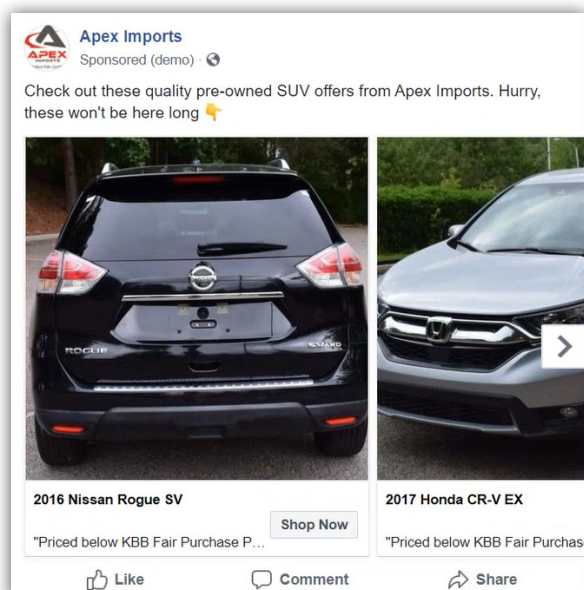 Apex Imports
APEX
IMPORTS
Sponsored (demo) ·
Check out these quality pre-owned SUV offers from Apex Imports. Hurry,
these won't be here long 👇
ROGUE
SV AWD
2016 Nissan Rogue SV
"Priced below KBB Fair Purchase P...
Shop Now
2017 Honda CR-V EX
"Priced below KBB Fair Purchas
Like
Comment
Share